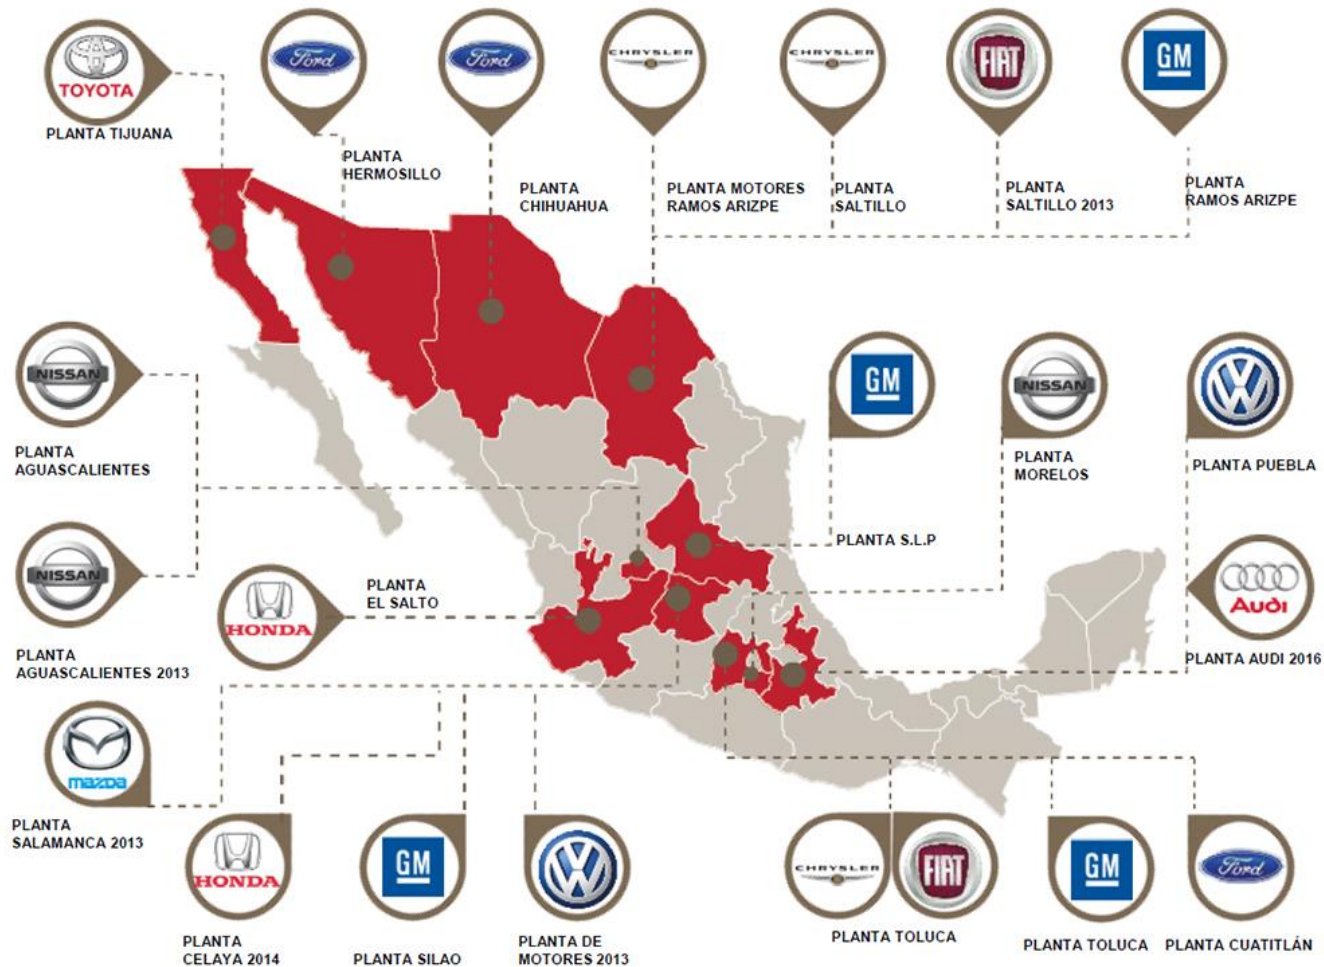 TOYOTA
PLANTA TIJUANA
Ford
PLANTA
HERMOSILLO
Ford
PLANTA
CHIHUAHUA
CHRYSLER
PLANTA MOTORES
RAMOS ARIZPE
CHRYSLER
PLANTA
SALTILLO
FIAT
PLANTA
SALTILLO 2013
GM
PLANTA
RAMOS ARIZPE
NISSAN
PLANTA
AGUASCALIENTES
GM
PLANTA S.L.P
NISSAN
PLANTA
MORELOS
VW
PLANTA PUEBLA
NISSAN
PLANTA
AGUASCALIENTES 2013
HONDA
PLANTA
EL SALTO
Audi
PLANTA AUDI 2016
mazda
PLANTA
SALAMANCA 2013
HONDA
PLANTA
CELAYA 2014
GM
PLANTA SILAO
VW
PLANTA DE
MOTORES 2013
CHRYSLER
FIAT
PLANTA TOLUCA
GM
PLANTA TOLUCA
Ford
PLANTA CUATITLÁN